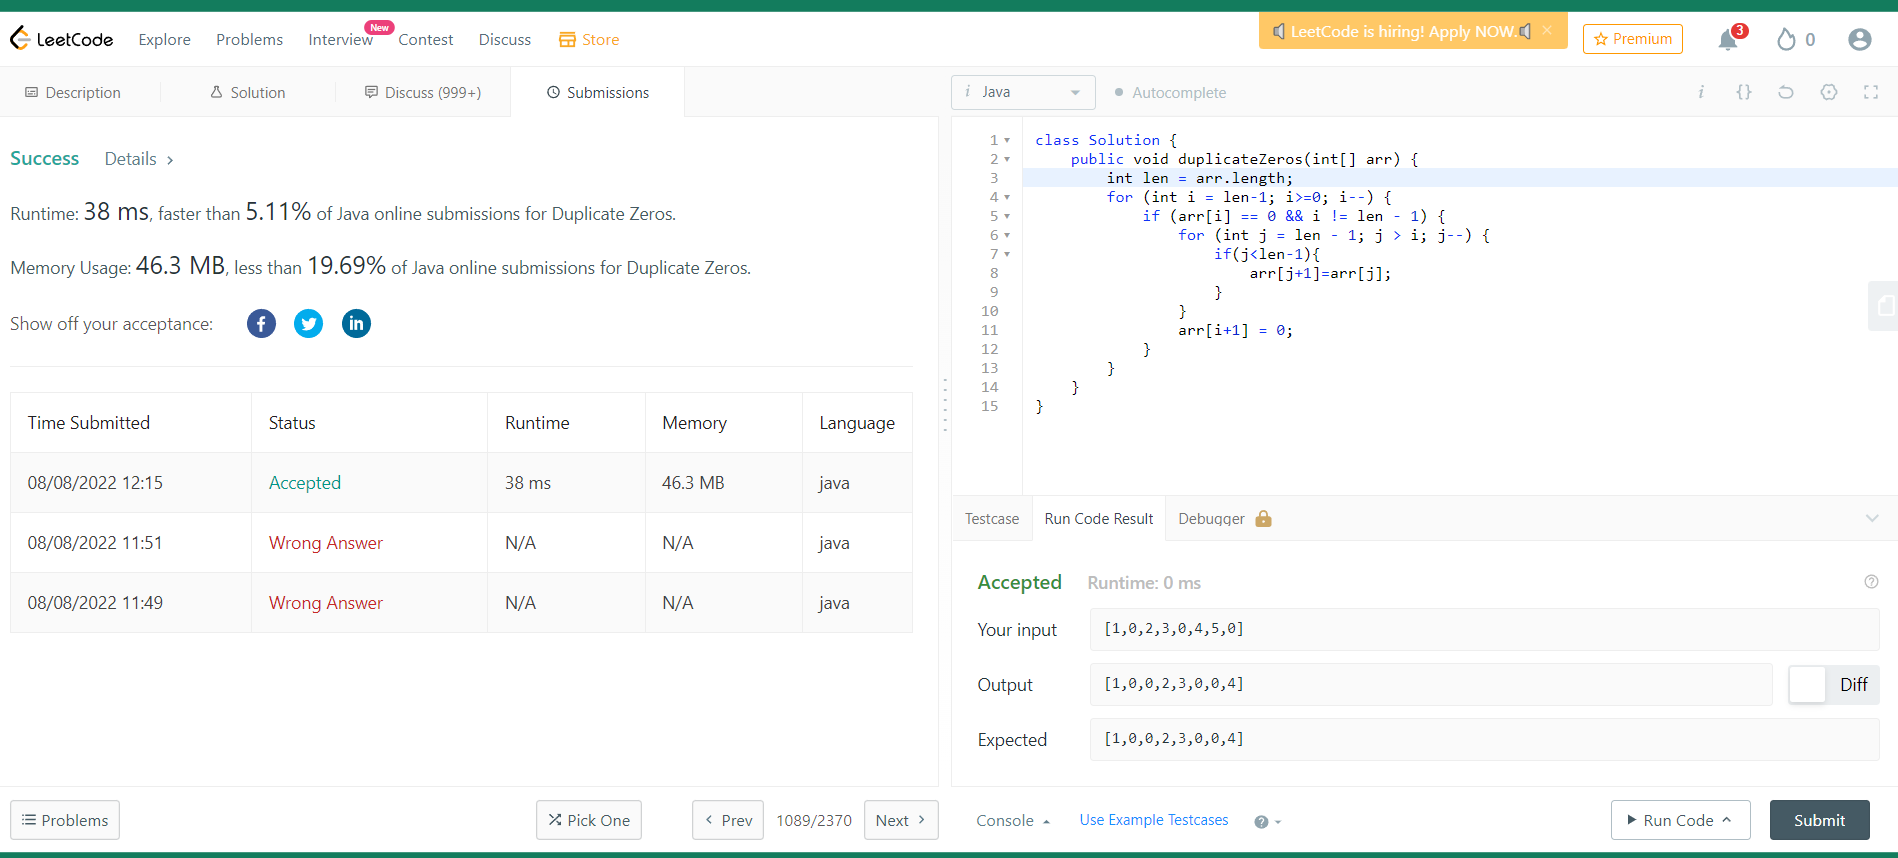 LeetCode Explore Problems Interview New Contest Discuss Store LeetCode is hiring! Apply NOW. × Premium 3 0
Description Solution Discuss (999+) Submissions
i Java Autocomplete i {}
Success Details >
Runtime: 38 ms, faster than 5.11% of Java online submissions for Duplicate Zeros.
Memory Usage: 46.3 MB, less than 19.69% of Java online submissions for Duplicate Zeros.
Show off your acceptance: f in
Time Submitted Status Runtime Memory Language
08/08/2022 12:15 Accepted 38 ms 46.3 MB java
08/08/2022 11:51 Wrong Answer N/A N/A java
08/08/2022 11:49 Wrong Answer N/A N/A java
1 class Solution {
2 public void duplicateZeros(int[] arr) {
3 int len = arr.length;
4 for (int i = len-1; i>=0; i--) {
5 if (arr[i] == 0 && i != len - 1) {
6 for (int j = len - 1; j > i; j--) {
7 if(j<len-1){
8 arr[j+1]=arr[j];
9 }
10 }
11 arr[i+1] = 0;
12 }
13 }
14 }
15 }
Testcase Run Code Result Debugger
Accepted Runtime: 0 ms ?
Your input [1,0,2,3,0,4,5,0]
Output [1,0,0,2,3,0,0,4] Diff
Expected [1,0,0,2,3,0,0,4]
Problems Pick One < Prev 1089/2370 Next > Console Use Example Testcases ? Run Code Submit